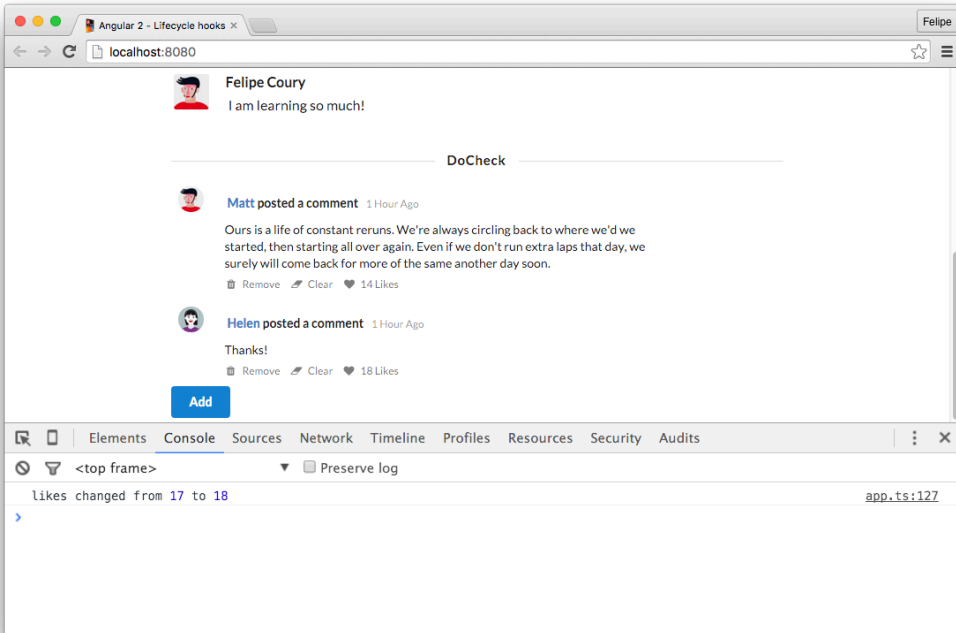 Angular 2 - Lifecycle hooks
Felipe
localhost:8080
Felipe Coury
I am learning so much!
DoCheck
Matt posted a comment 1 Hour Ago
Ours is a life of constant reruns. We're always circling back to where we'd we
started, then starting all over again. Even if we don't run extra laps that day, we
surely will come back for more of the same another day soon.
Remove Clear 14 Likes
Helen posted a comment 1 Hour Ago
Thanks!
Remove Clear 18 Likes
Add
Elements Console Sources Network Timeline Profiles Resources Security Audits
<top frame> Preserve log
likes changed from 17 to 18 app.ts:127